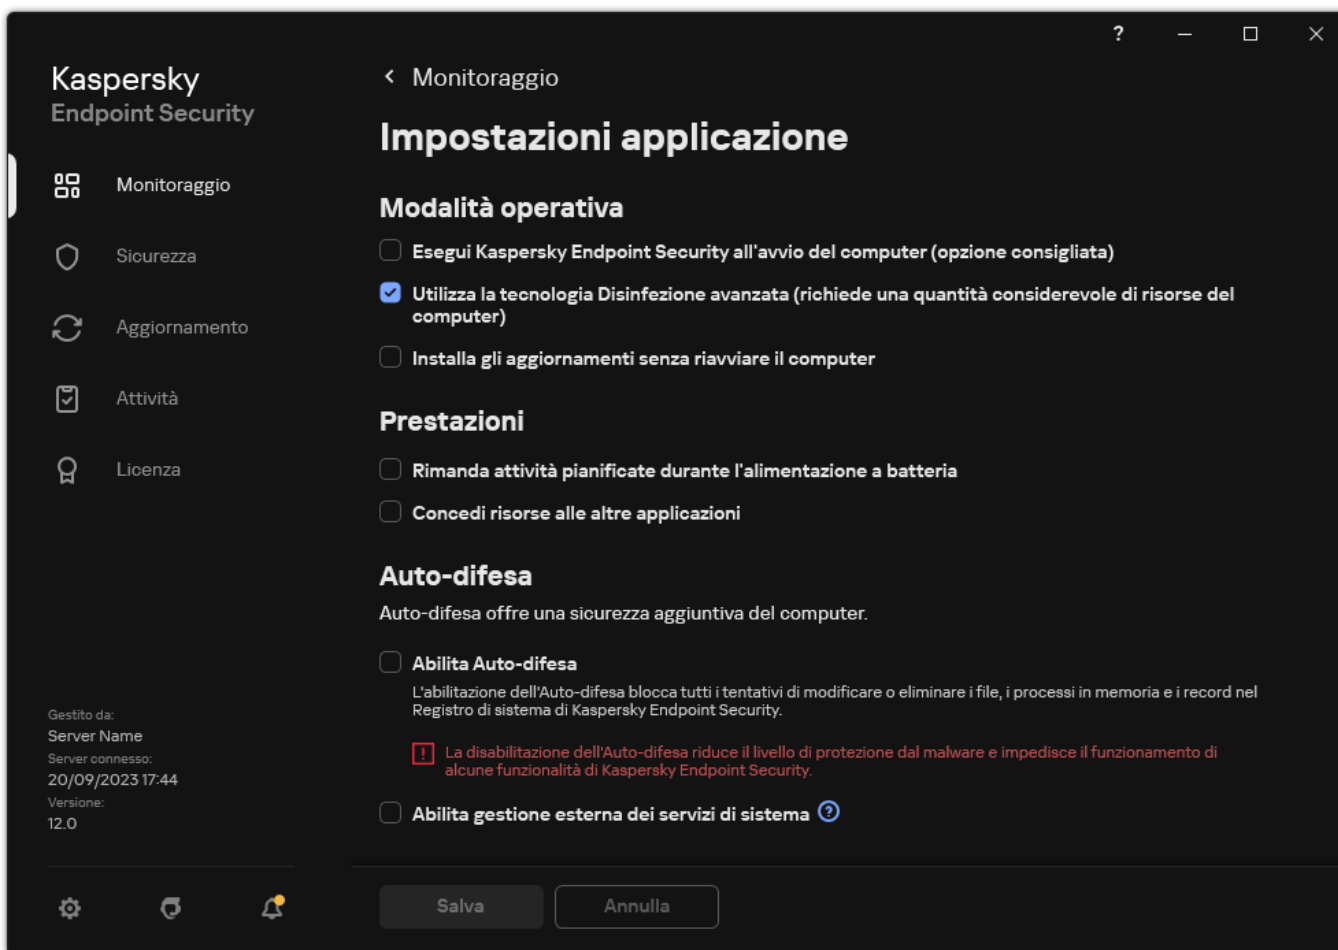 ?
Kaspersky
Endpoint Security
Monitoraggio
Sicurezza
Aggiornamento
Attività
Licenza
Gestito da:
Server Name
Server connesso:
20/09/2023 17:44
Versione:
12.0
Monitoraggio
Impostazioni applicazione
Modalità operativa
Esegui Kaspersky Endpoint Security all'avvio del computer (opzione consigliata)
Utilizza la tecnologia Disinfezione avanzata (richiede una quantità considerevole di risorse del
computer)
Installa gli aggiornamenti senza riavviare il computer
Prestazioni
Rimanda attività pianificate durante l'alimentazione a batteria
Concedi risorse alle altre applicazioni
Auto-difesa
Auto-difesa offre una sicurezza aggiuntiva del computer.
Abilita Auto-difesa
L'abilitazione dell'Auto-difesa blocca tutti i tentativi di modificare o eliminare i file, i processi in memoria e i record nel
Registro di sistema di Kaspersky Endpoint Security.
La disabilitazione dell'Auto-difesa riduce il livello di protezione dal malware e impedisce il funzionamento di
alcune funzionalità di Kaspersky Endpoint Security.
Abilita gestione esterna dei servizi di sistema ?
Salva
Annulla